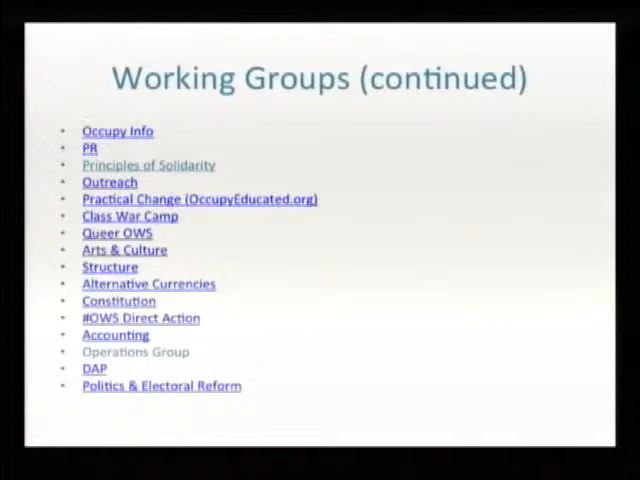 Working Groups (continued)
• Occupy Info
• PR
• Principles of Solidarity
• Outreach
• Practical Change (OccupyEducated.org)
• Class War Camp
• Queer OWS
• Arts & Culture
• Structure
• Alternative Currencies
• Constitution
• #OWS Direct Action
• Accounting
• Operations Group
• DAP
• Politics & Electoral Reform